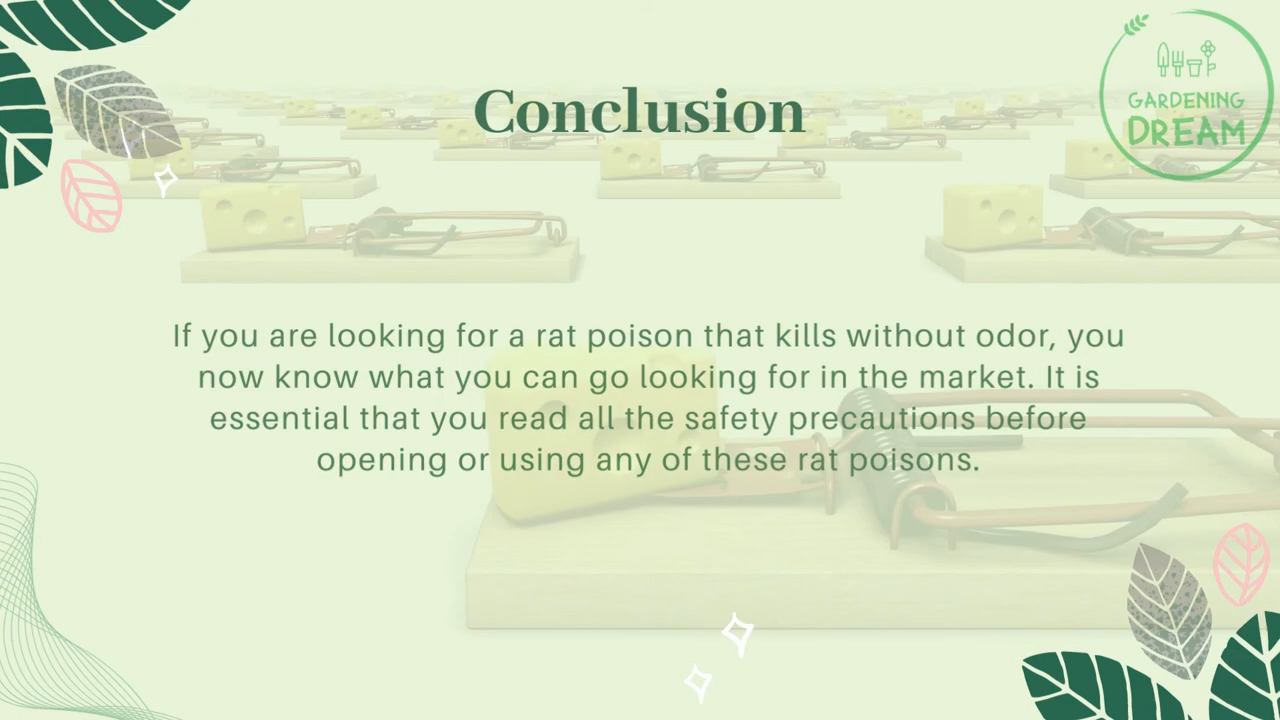 Conclusion
GARDENING
DREAM
If you are looking for a rat poison that kills without odor, you
now know what you can go looking for in the market. It is
essential that you read all the safety precautions before
opening or using any of these rat poisons.